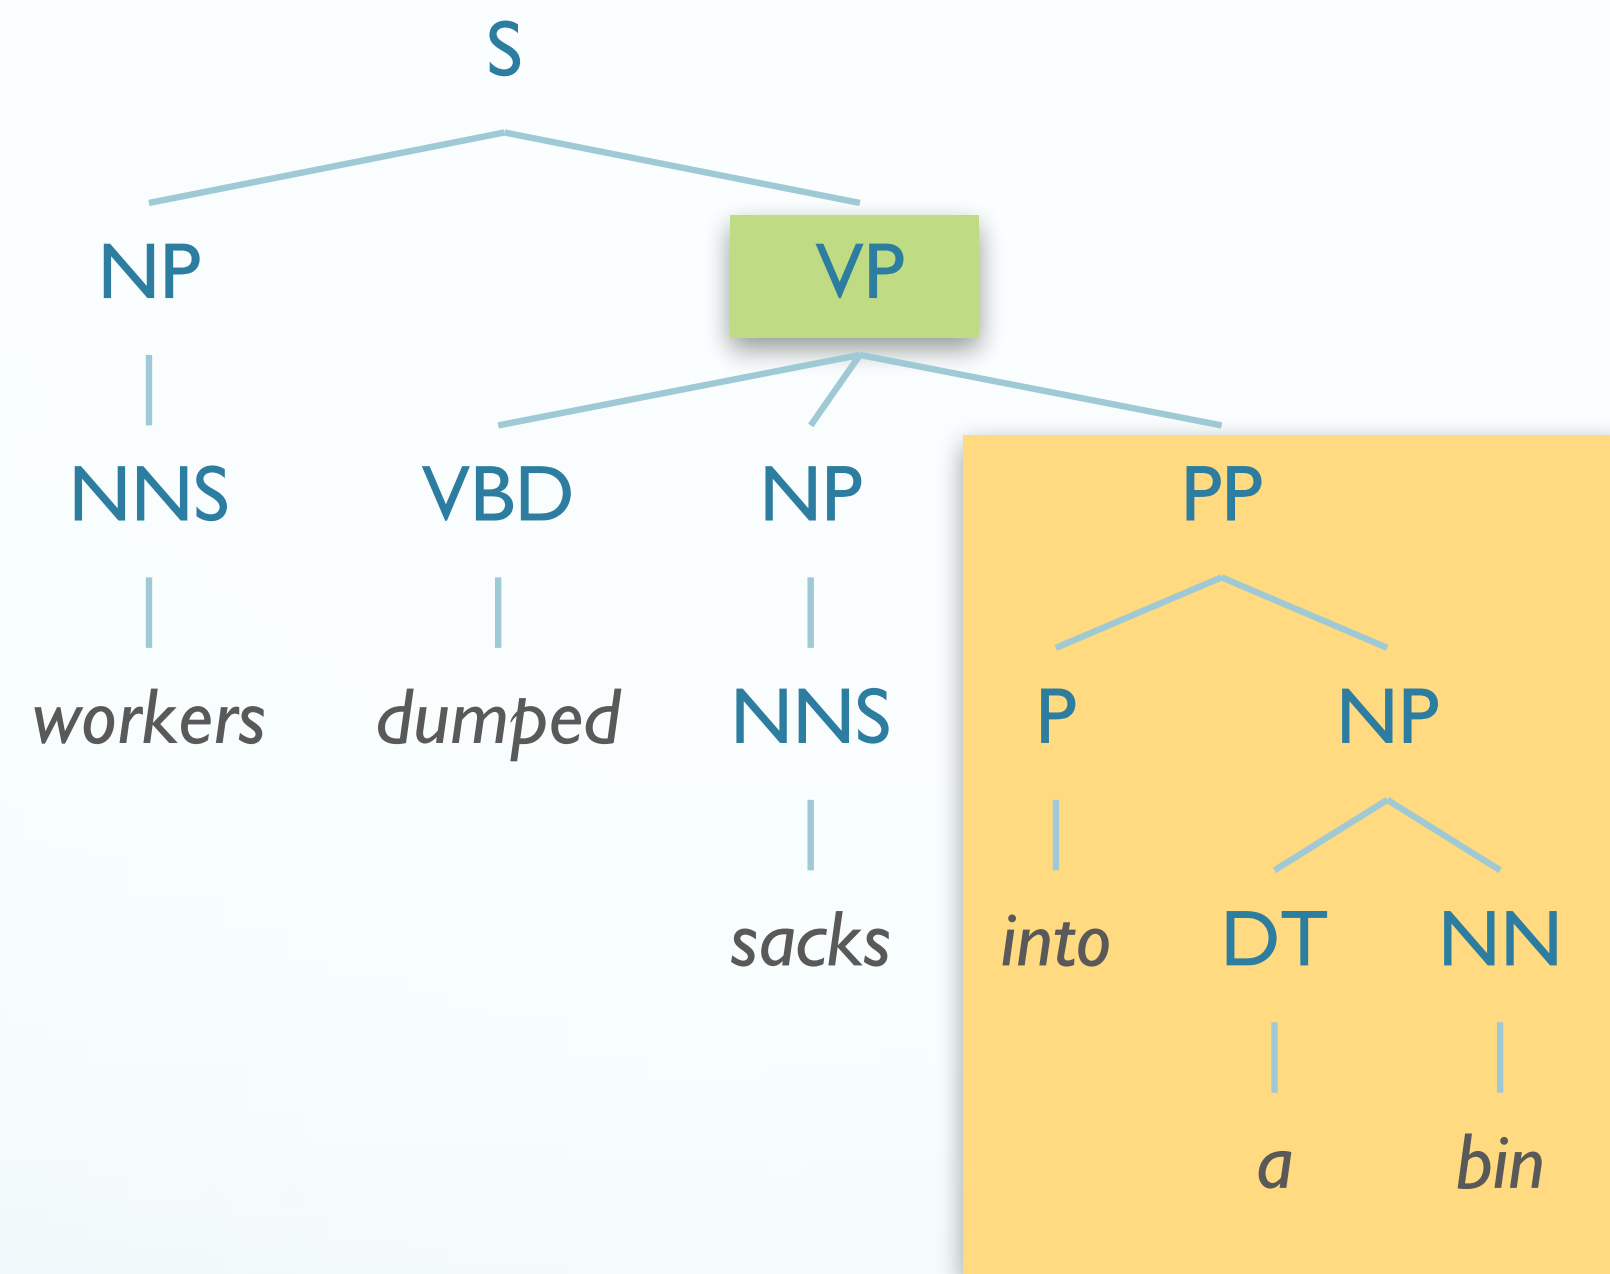 S
NP VP
NNS VBD NP PP
workers dumped NNS P NP
sacks into DT NN
a bin